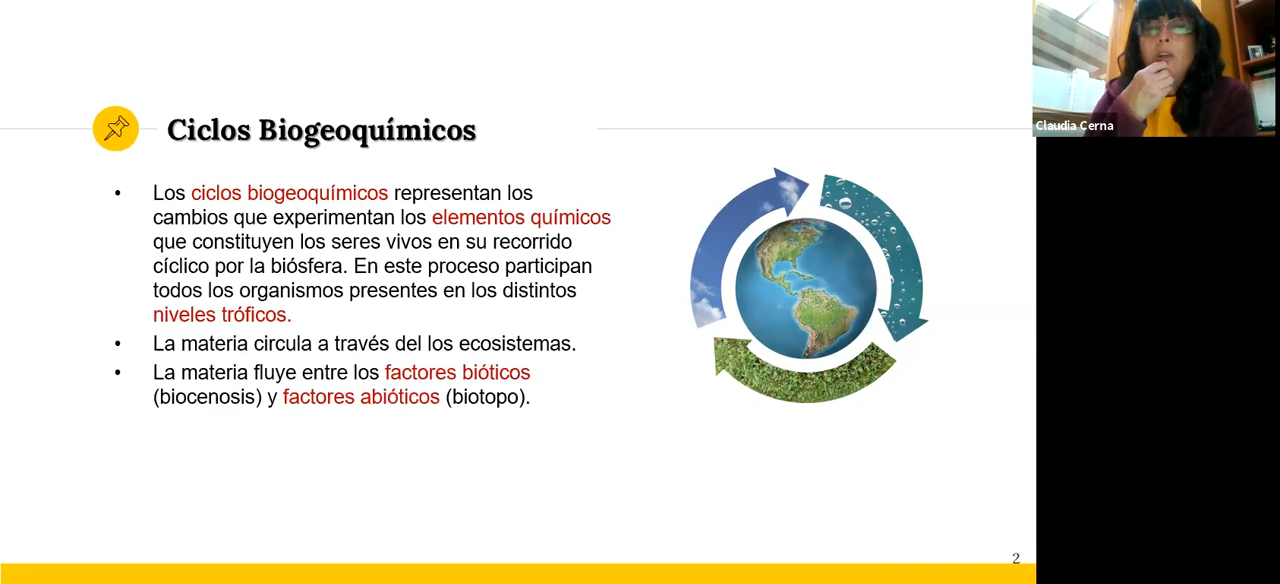 Ciclos Biogeoquímicos
• Los ciclos biogeoquímicos representan los
cambios que experimentan los elementos químicos
que constituyen los seres vivos en su recorrido
cíclico por la biósfera. En este proceso participan
todos los organismos presentes en los distintos
niveles tróficos.
• La materia circula a través del los ecosistemas.
• La materia fluye entre los factores bióticos
(biocenosis) y factores abióticos (biotopo).
2
Claudia Cerna